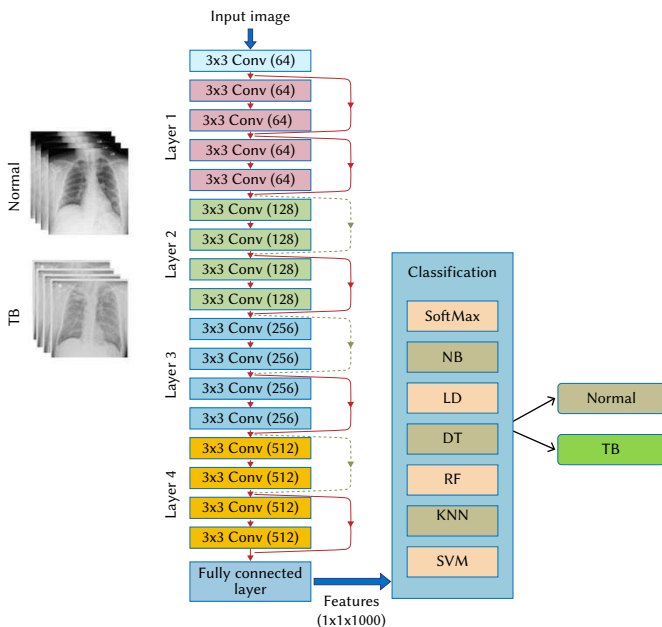 Input image
3x3 Conv (64)
3x3 Conv (64)
3x3 Conv (64)
3x3 Conv (64)
3x3 Conv (64)
Layer 1
3x3 Conv (128)
3x3 Conv (128)
3x3 Conv (128)
3x3 Conv (128)
Layer 2
3x3 Conv (256)
3x3 Conv (256)
3x3 Conv (256)
3x3 Conv (256)
Layer 3
3x3 Conv (512)
3x3 Conv (512)
3x3 Conv (512)
3x3 Conv (512)
Layer 4
Fully connected
layer
Features
(1x1x1000)
Normal
TB
Classification
SoftMax
NB
LD
DT
RF
KNN
SVM
Normal
TB